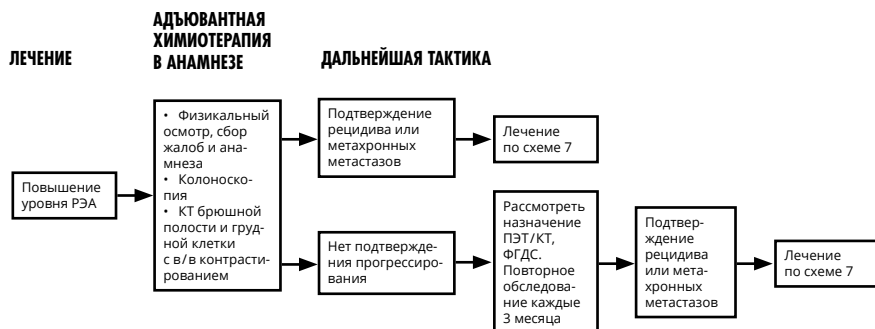 ЛЕЧЕНИЕ
АДЪЮВАНТНАЯ
ХИМИОТЕРАПИЯ
В АНАМНЕЗЕ
ДАЛЬНЕЙШАЯ ТАКТИКА
Повышение
уровня РЭА
• Физикальный
осмотр, сбор
жалоб и ана-
мнеза
• Колоноско-
пия
• КТ брюшной
полости и груд-
ной клетки
с в/в контрасти-
рованием
Подтверждение
рецидива или
метахронных
метастазов
Лечение
по схеме 7
Нет подтвержде-
ния прогрессиро-
вания
Рассмотреть
назначение
ПЭТ/КТ,
ФГДС.
Повторное
обследова-
ние каждые
3 месяца
Подтвер-
ждение
рецидива
или мета-
хронных
метастазов
Лечение
по схеме 7